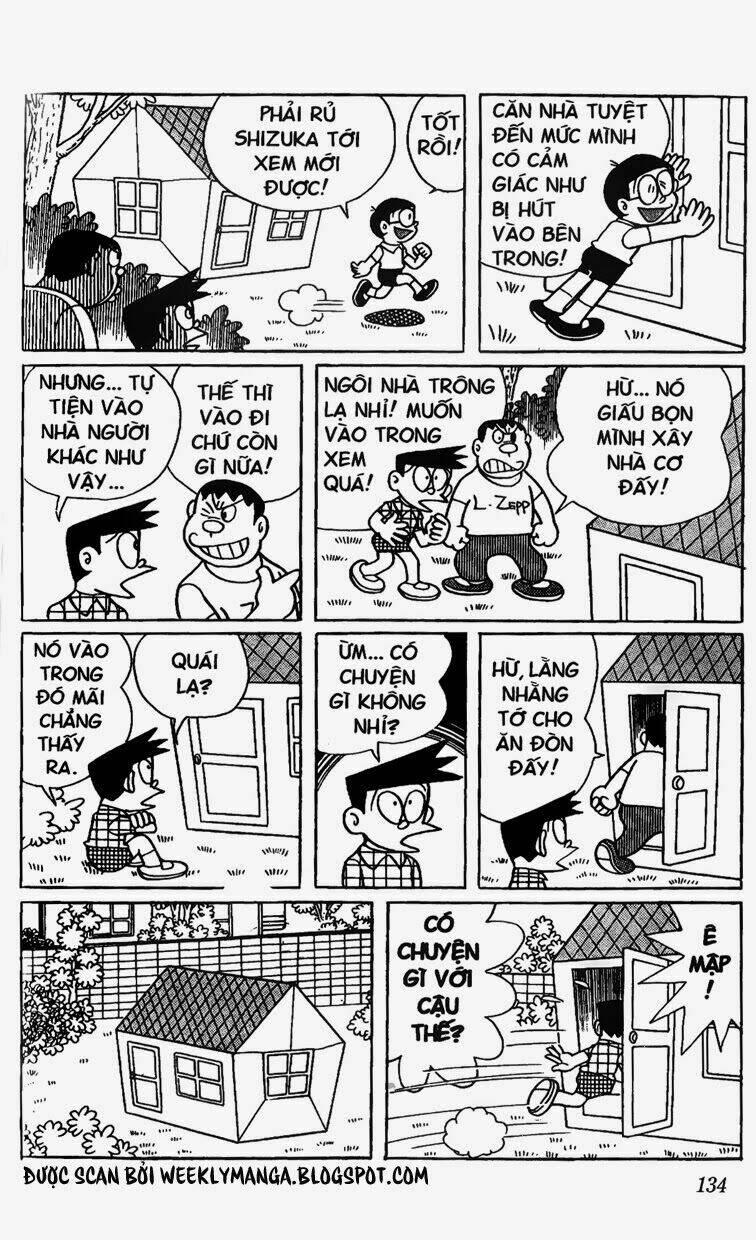 PHẢI RỦ
SHIZUKA TỚI
XEM MỚI
ĐƯỢC!
TỐT
RỒI!
CĂN NHÀ TUYỆT
ĐẾN MỨC MÌNH
CÓ CẢM
GIÁC NHƯ
BỊ HÚT
VÀO BÊN
TRONG!
NHƯNG... TỰ
TIỆN VÀO
NHÀ NGƯỜI
KHÁC NHƯ
VẬY...
THẾ THÌ
VÀO ĐI
CHỨ CÒN
GÌ NỮA!
NGÔI NHÀ TRÔNG
LẠ NHỈ! MUỐN
VÀO TRONG
XEM
QUÁ!
L. ZEPP
HỪ... NÓ
GIẤU BỌN
MÌNH XÂY
NHÀ CƠ
ĐẤY!
NÓ VÀO
TRONG
ĐÓ MÃI
CHẲNG
THẤY
RA.
QUÁI
LẠ?
ỪM... CÓ
CHUYỆN
GÌ KHÔNG
NHỈ?
HỪ, LẰNG
NHẰNG
TỚ CHO
ĂN ĐÒN
ĐẤY!
CÓ
CHUYỆN
GÌ VỚI
CẬU
THẾ?
Ê
MẬP
!
ĐƯỢC SCAN BỞI WEEKLYMANGA.BLOGSPOT.COM
134